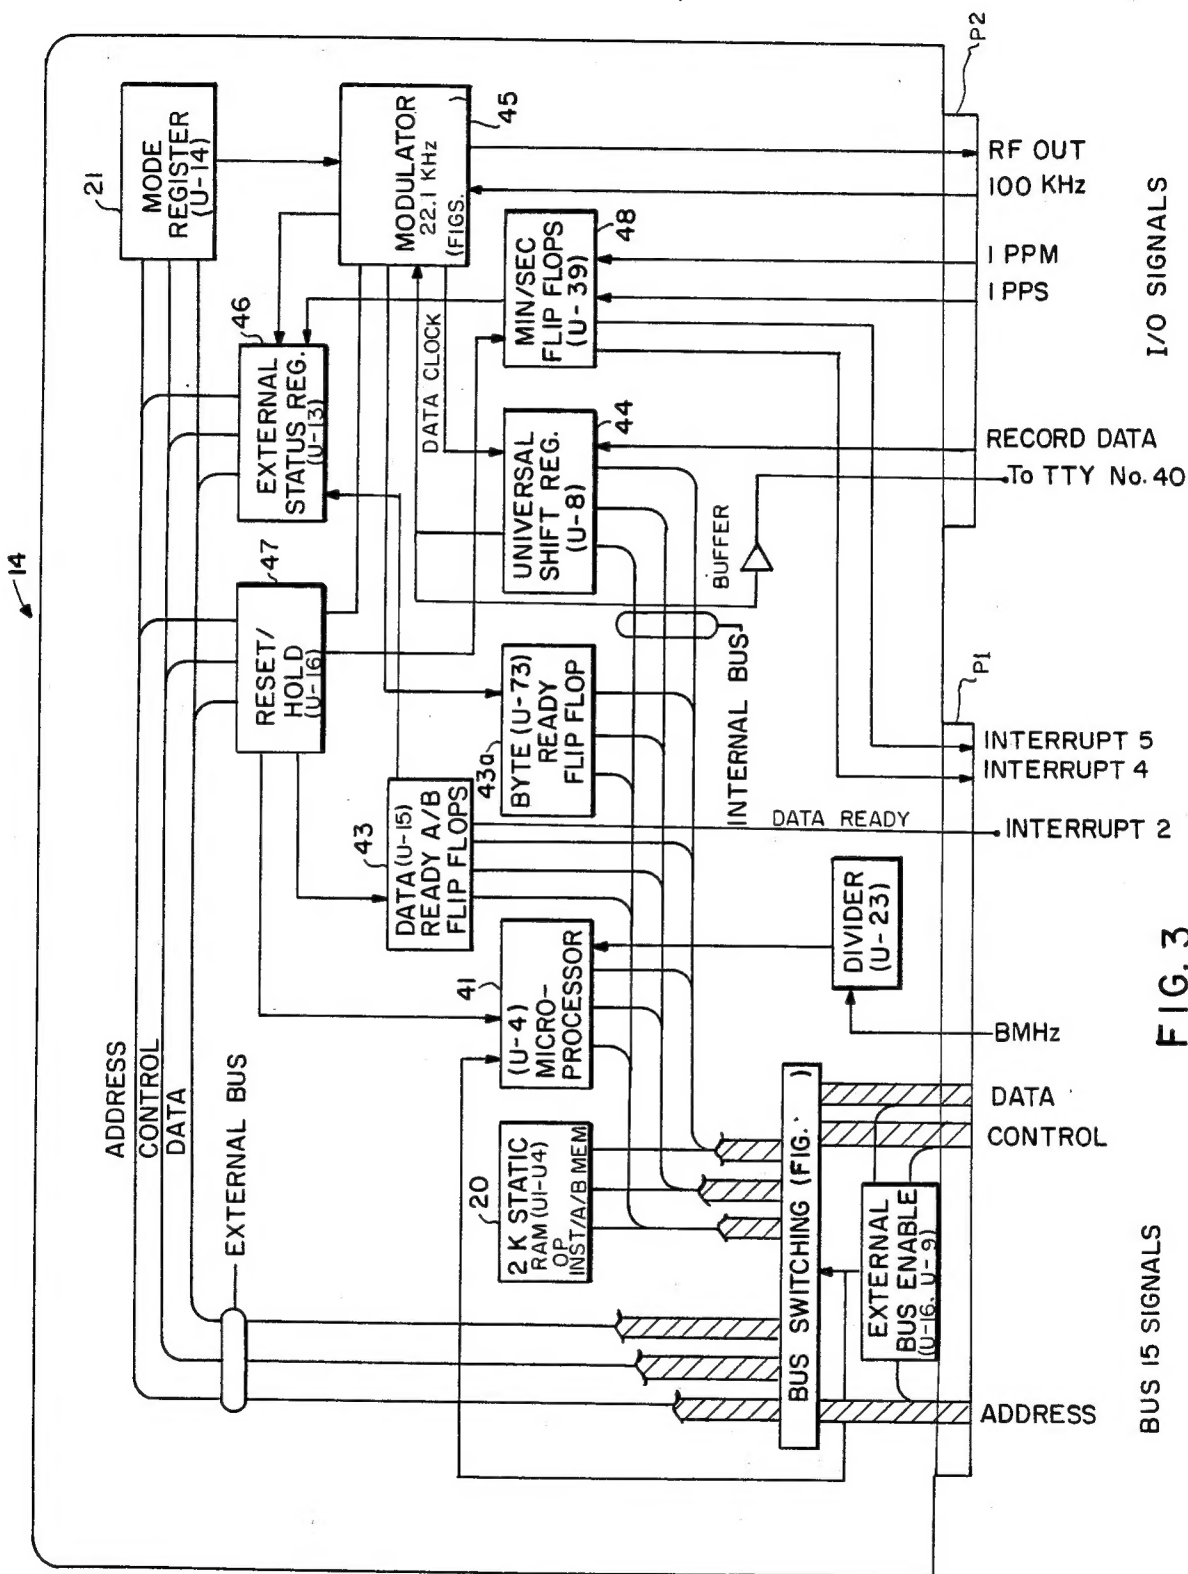 14
21
MODE
REGISTER
(U-14)
MODULATOR
22.1 KHz
(FIGS. )
45
46
EXTERNAL
STATUS REG.
(U-13)
47
RESET/
HOLD
(U-16)
DATA CLOCK
MIN/SEC
FLIP FLOPS
(U-39)
48
UNIVERSAL
SHIFT REG.
(U-8)
44
BUFFER
43a
BYTE (U-73)
READY
FLIP FLOP
43
DATA (U-15)
READY A/B
FLIP FLOPS
41
(U-4)
MICRO-
PROCESSOR
20
2 K STATIC
RAM (U1-U4)
OP
INST/A/B MEM
ADDRESS
CONTROL
DATA
EXTERNAL BUS
INTERNAL BUS
DATA READY
DIVIDER
(U-23)
BUS SWITCHING (FIG. )
EXTERNAL
BUS ENABLE
(U-16, U-9)
P2
RF OUT
100 KHz
1 PPM
1 PPS
RECORD DATA
To TTY No. 40
I/O SIGNALS
P1
INTERRUPT 5
INTERRUPT 4
INTERRUPT 2
BMHz
DATA
CONTROL
ADDRESS
BUS 15 SIGNALS
FIG. 3